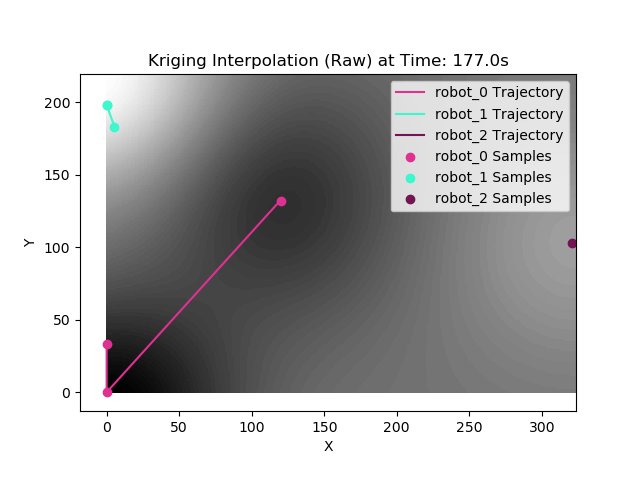 Kriging Interpolation (Raw) at Time: 177.0s
robot_0 Trajectory
robot_1 Trajectory
robot_2 Trajectory
robot_0 Samples
robot_1 Samples
robot_2 Samples
200
150
100
50
0
Y
0 50 100 150 200 250 300
X